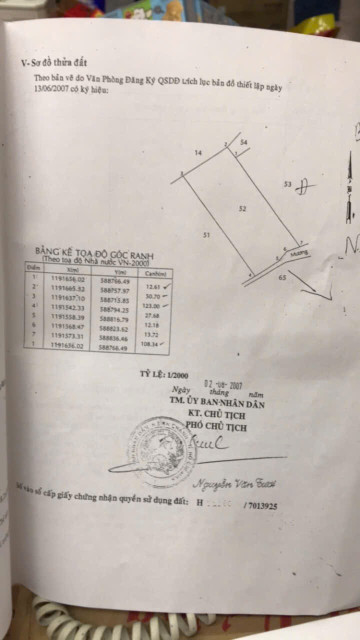 V- Sơ đồ thửa đất
Theo bản vẽ do Văn Phòng Đăng Ký QSDĐ trích lục bản đồ thiết lập ngày
13/06/2007 có ký hiệu:
14
54
53
52
51
Mương
65
N
BẢNG KÊ TỌA ĐỘ GÓC RANH
(Theo tọa độ Nhà nước VN-2000)
Điểm X(m) Y(m) Cạnh(m)
1 1191656.02 588766.49 12.61
2 1191665.52 588757.97 50.70
3 1191637.10 588715.85 123.00
4 1191542.33 588794.25 27.68
5 1191558.39 588816.79 12.18
6 1191568.47 588823.62 13.72
7 1191573.31 588836.46 108.34
1 1191656.02 588766.49
TỶ LỆ: 1/2000
02 -08- 2007
Ngày tháng năm
TM. ỦY BAN NHÂN DÂN
KT. CHỦ TỊCH
PHÓ CHỦ TỊCH
Nguyễn Văn
vào sổ cấp giấy chứng nhận quyền sử dụng đất: H / 7013925